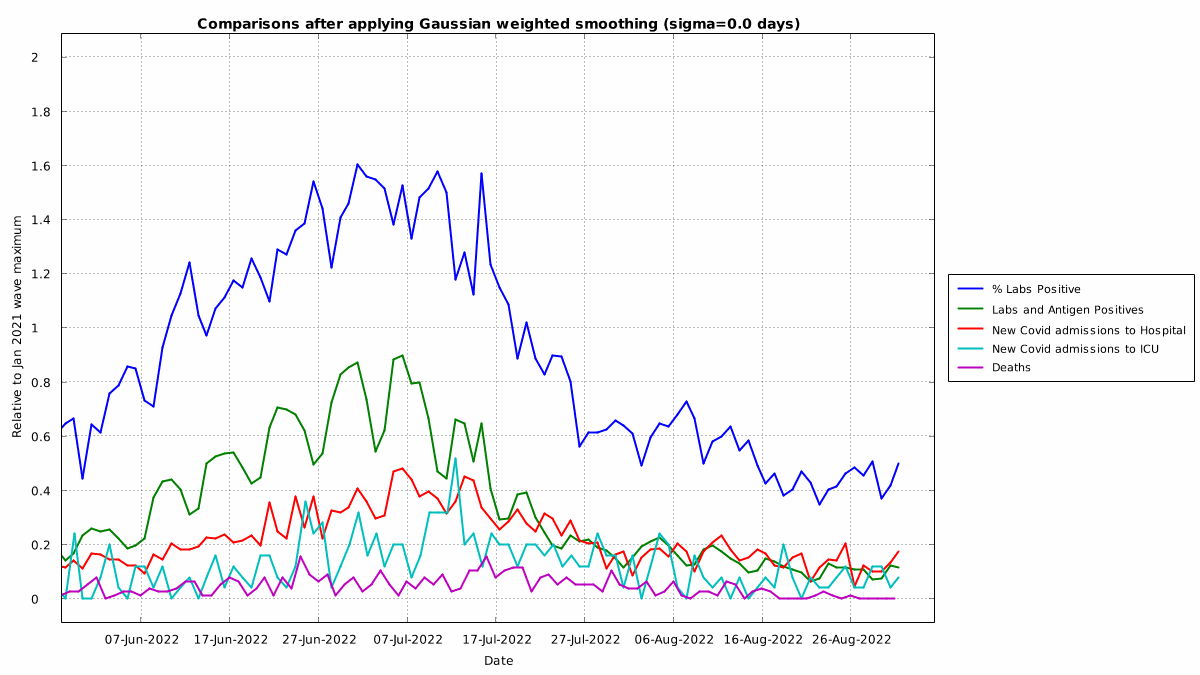 Comparisons after applying Gaussian weighted smoothing (sigma=0.0 days)
Relative to Jan 2021 wave maximum
2
1.8
1.6
1.4
1.2
1
0.8
0.6
0.4
0.2
0
07-Jun-2022 17-Jun-2022 27-Jun-2022 07-Jul-2022 17-Jul-2022 27-Jul-2022 06-Aug-2022 16-Aug-2022 26-Aug-2022
Date
% Labs Positive
Labs and Antigen Positives
New Covid admissions to Hospital
New Covid admissions to ICU
Deaths